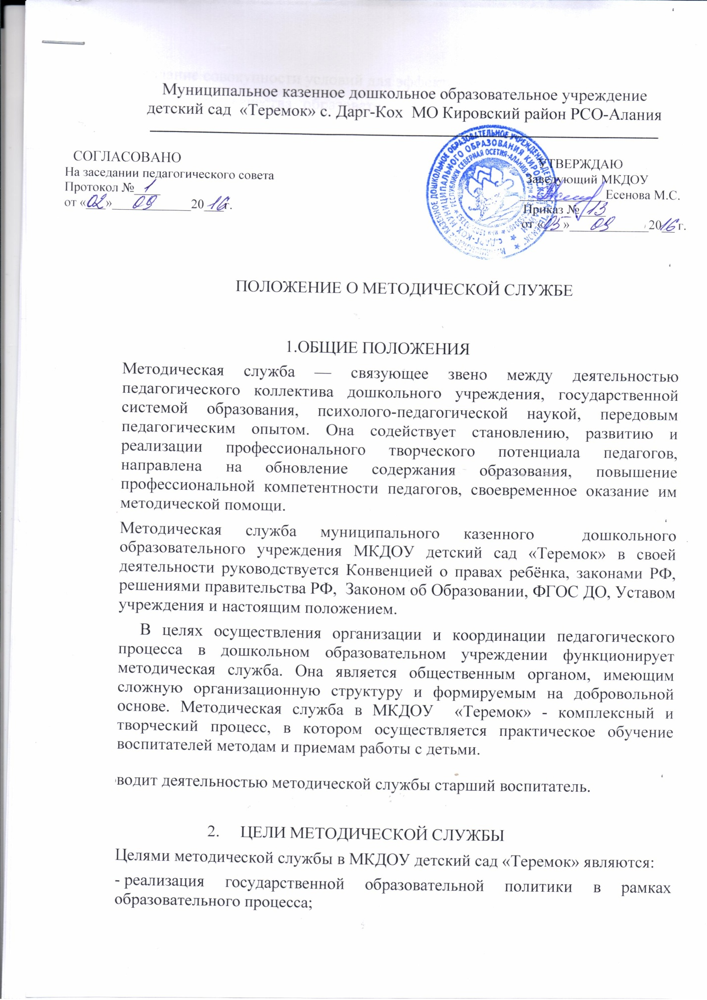 Муниципальное казенное дошкольное образовательное учреждение
детский сад «Теремок» с. Дарг-Кох МО Кировский район РСО-Алания
СОГЛАСОВАНО
На заседании педагогического совета
Протокол № 1
от «02» 09 2016г.
УТВЕРЖДАЮ
Заведующий МКДОУ
Есенова М.С.
Приказ № 13
от «05» 09 2016 г.
ПОЛОЖЕНИЕ О МЕТОДИЧЕСКОЙ СЛУЖБЕ
1.ОБЩИЕ ПОЛОЖЕНИЯ
Методическая служба — связующее звено между деятельностью
педагогического коллектива дошкольного учреждения, государственной
системой образования, психолого-педагогической наукой, передовым
педагогическим опытом. Она содействует становлению, развитию и
реализации профессионального творческого потенциала педагогов,
направлена на обновление содержания образования, повышение
профессиональной компетентности педагогов, своевременное оказание им
методической помощи.
Методическая служба муниципального казенного дошкольного
образовательного учреждения МКДОУ детский сад «Теремок» в своей
деятельности руководствуется Конвенцией о правах ребёнка, законами РФ,
решениями правительства РФ, Законом об Образовании, ФГОС ДО, Уставом
учреждения и настоящим положением.
В целях осуществления организации и координации педагогического
процесса в дошкольном образовательном учреждении функционирует
методическая служба. Она является общественным органом, имеющим
сложную организационную структуру и формируемым на добровольной
основе. Методическая служба в МКДОУ «Теремок» - комплексный и
творческий процесс, в котором осуществляется практическое обучение
воспитателей методам и приемам работы с детьми.
водит деятельностью методической службы старший воспитатель.
2. ЦЕЛИ МЕТОДИЧЕСКОЙ СЛУЖБЫ
Целями методической службы в МКДОУ детский сад «Теремок» являются:
- реализация государственной образовательной политики в рамках
образовательного процесса;